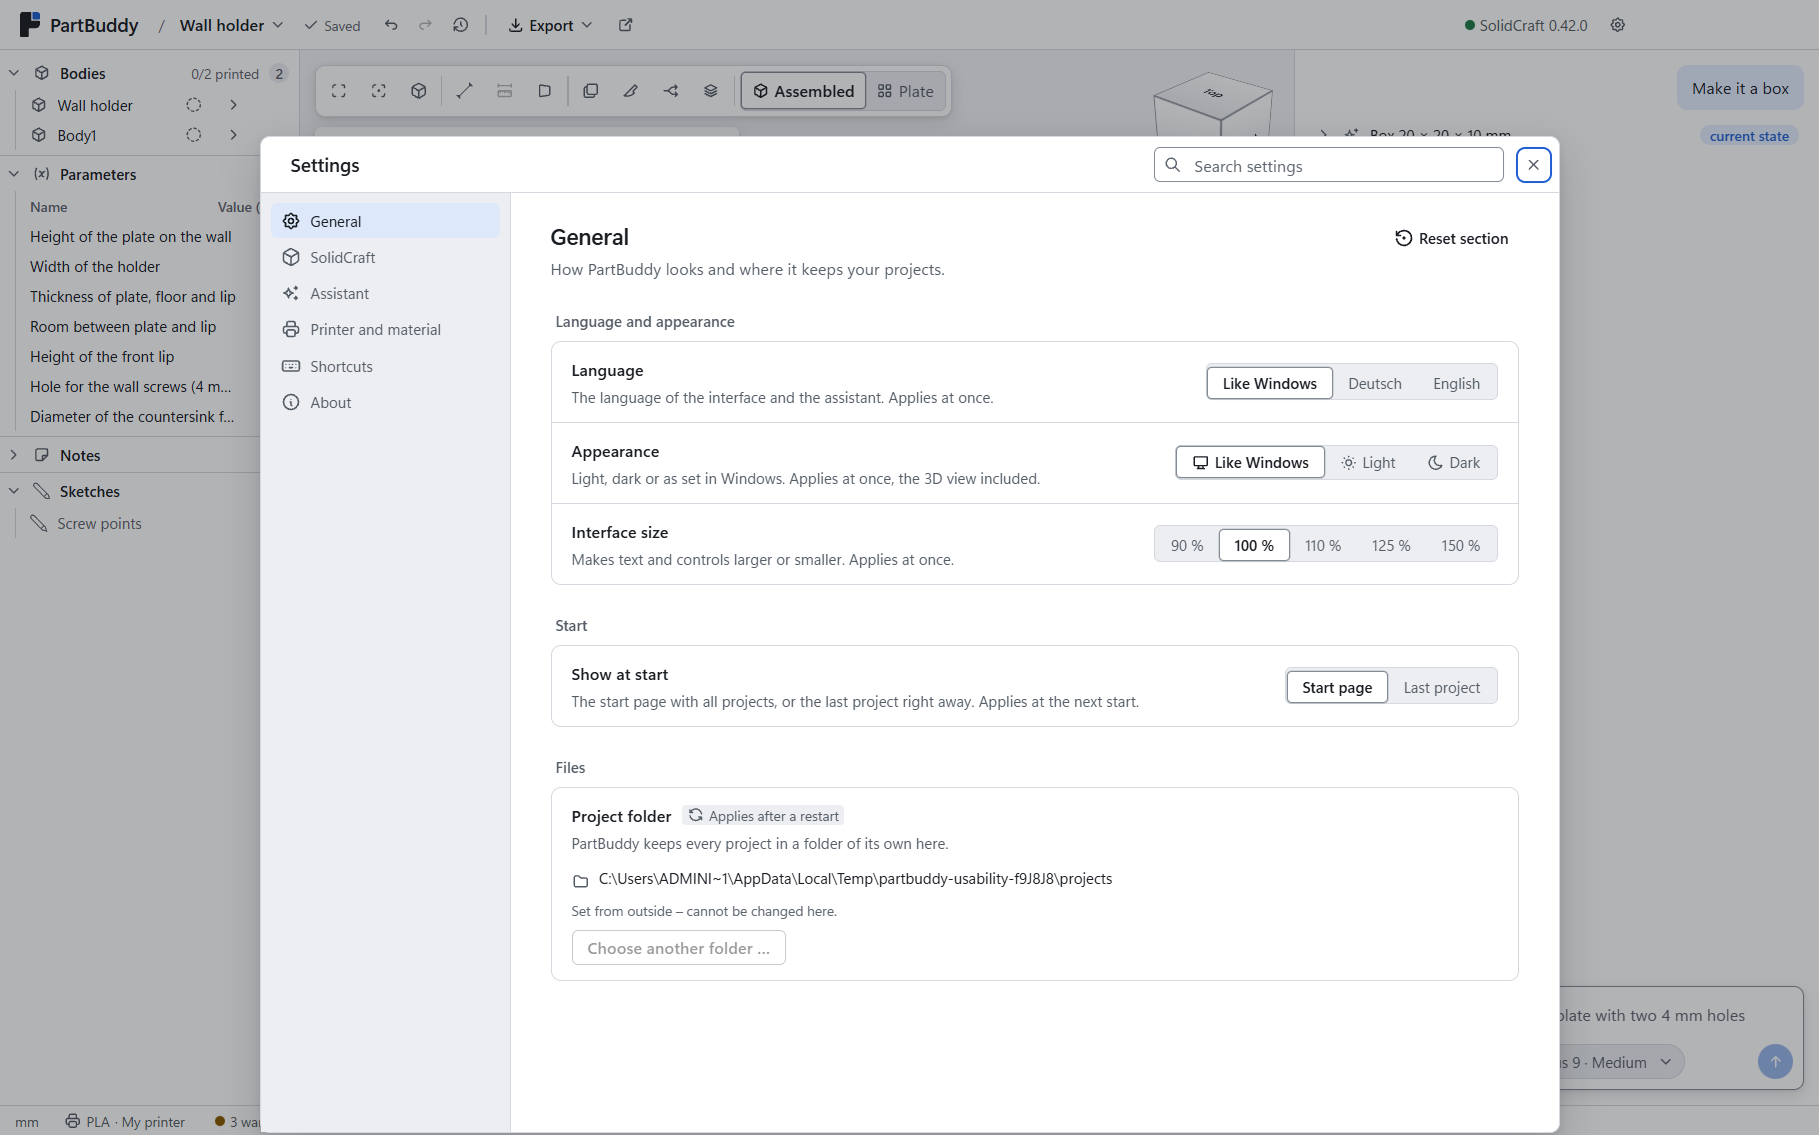 PartBuddy / Wall holder Saved Export SolidCraft 0.42.0
Bodies 0/2 printed 2
Wall holder
Body1
Parameters
Name Value (
Height of the plate on the wall
Width of the holder
Thickness of plate, floor and lip
Room between plate and lip
Height of the front lip
Hole for the wall screws (4 m...
Diameter of the countersink f...
Notes
Sketches
Screw points
Assembled Plate
TOP
Make it a box
Box 20 × 20 × 10 mm
current state
Settings
Search settings
General
SolidCraft
Assistant
Printer and material
Shortcuts
About
General
Reset section
How PartBuddy looks and where it keeps your projects.
Language and appearance
Language
The language of the interface and the assistant. Applies at once.
Like Windows Deutsch English
Appearance
Light, dark or as set in Windows. Applies at once, the 3D view included.
Like Windows Light Dark
Interface size
Makes text and controls larger or smaller. Applies at once.
90 % 100 % 110 % 125 % 150 %
Start
Show at start
The start page with all projects, or the last project right away. Applies at the next start.
Start page Last project
Files
Project folder Applies after a restart
PartBuddy keeps every project in a folder of its own here.
C:\Users\ADMINI~1\AppData\Local\Temp\partbuddy-usability-f9J8J8\projects
Set from outside – cannot be changed here.
Choose another folder ...
plate with two 4 mm holes
s 9 · Medium
mm PLA · My printer 3 wa